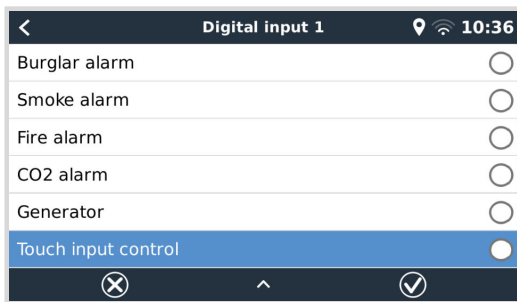 Digital input 1 10:36
Burglar alarm
Smoke alarm
Fire alarm
CO2 alarm
Generator
Touch input control